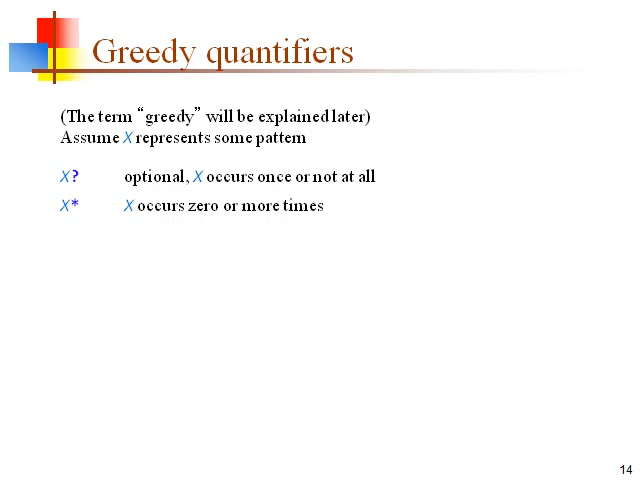 Greedy quantifiers
(The term “greedy” will be explained later)
Assume X represents some pattern
X? optional, X occurs once or not at all
X* X occurs zero or more times
14